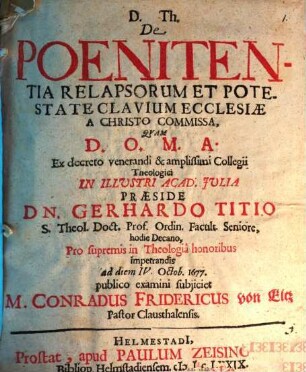 D. Th.
De
POENITEN-
TIA RELAPSORUM ET POTE-
STATE CLAVIUM ECCLESIÆ
A CHRISTO COMMISSA,
QUAM
D. O. M. A.
Ex decreto venerandi & amplissimi Collegii
Theologici
IN ILLUSTRI ACAD. JULIA
PRÆSIDE
DN. GERHARDO TITIO
S. Theol. Doct. Prof. Ordin. Facult. Seniore,
hodie Decano,
Pro supremis in Theologiâ honoribus
impetrandis
ad diem IV. Octob. 1677.
publico examini subjiciet
M. CONRADUS FRIDERICUS von Eltz
Pastor Clausthalensis.
HELMESTADI,
Prostat apud PAULUM ZEISING
Bibliop. Helmstadiensem.